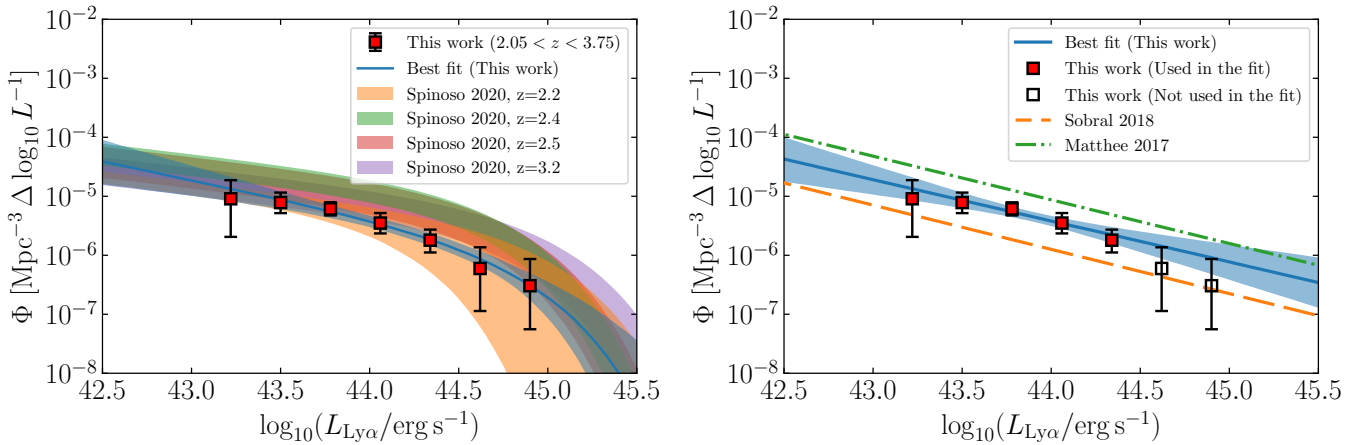 10⁻²
10⁻³
10⁻⁴
10⁻⁵
10⁻⁶
10⁻⁷
10⁻⁸
Φ [Mpc⁻³ Δ log₁₀ L⁻¹]
This work (2.05 < z < 3.75)
Best fit (This work)
Spinoso 2020, z=2.2
Spinoso 2020, z=2.4
Spinoso 2020, z=2.5
Spinoso 2020, z=3.2
42.5 43.0 43.5 44.0 44.5 45.0 45.5
log₁₀(L_Lyα/erg s⁻¹)
10⁻²
10⁻³
10⁻⁴
10⁻⁵
10⁻⁶
10⁻⁷
10⁻⁸
Φ [Mpc⁻³ Δ log₁₀ L⁻¹]
Best fit (This work)
This work (Used in the fit)
This work (Not used in the fit)
Sobral 2018
Matthee 2017
42.5 43.0 43.5 44.0 44.5 45.0 45.5
log₁₀(L_Lyα/erg s⁻¹)